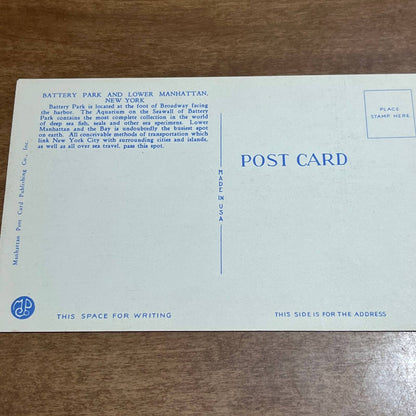 BATTERY PARK AND LOWER MANHATTAN,
NEW YORK
Battery Park is located at the foot of Broadway facing
the harbor. The Aquarium on the Seawall of Battery
Park contains the most complete collection in the world
of deep sea fish, seals and other sea specimens. Lower
Manhattan and the Bay is undoubtedly the busiest spot
on earth. All conceivable methods of transportation which
link New York City with surrounding cities and islands,
as well as all over sea travel, pass this spot.
Manhattan Post Card Publishing Co., Inc.
THIS SPACE FOR WRITING
MADE IN USA
PLACE
STAMP HERE
POST CARD
THIS SIDE IS FOR THE ADDRESS